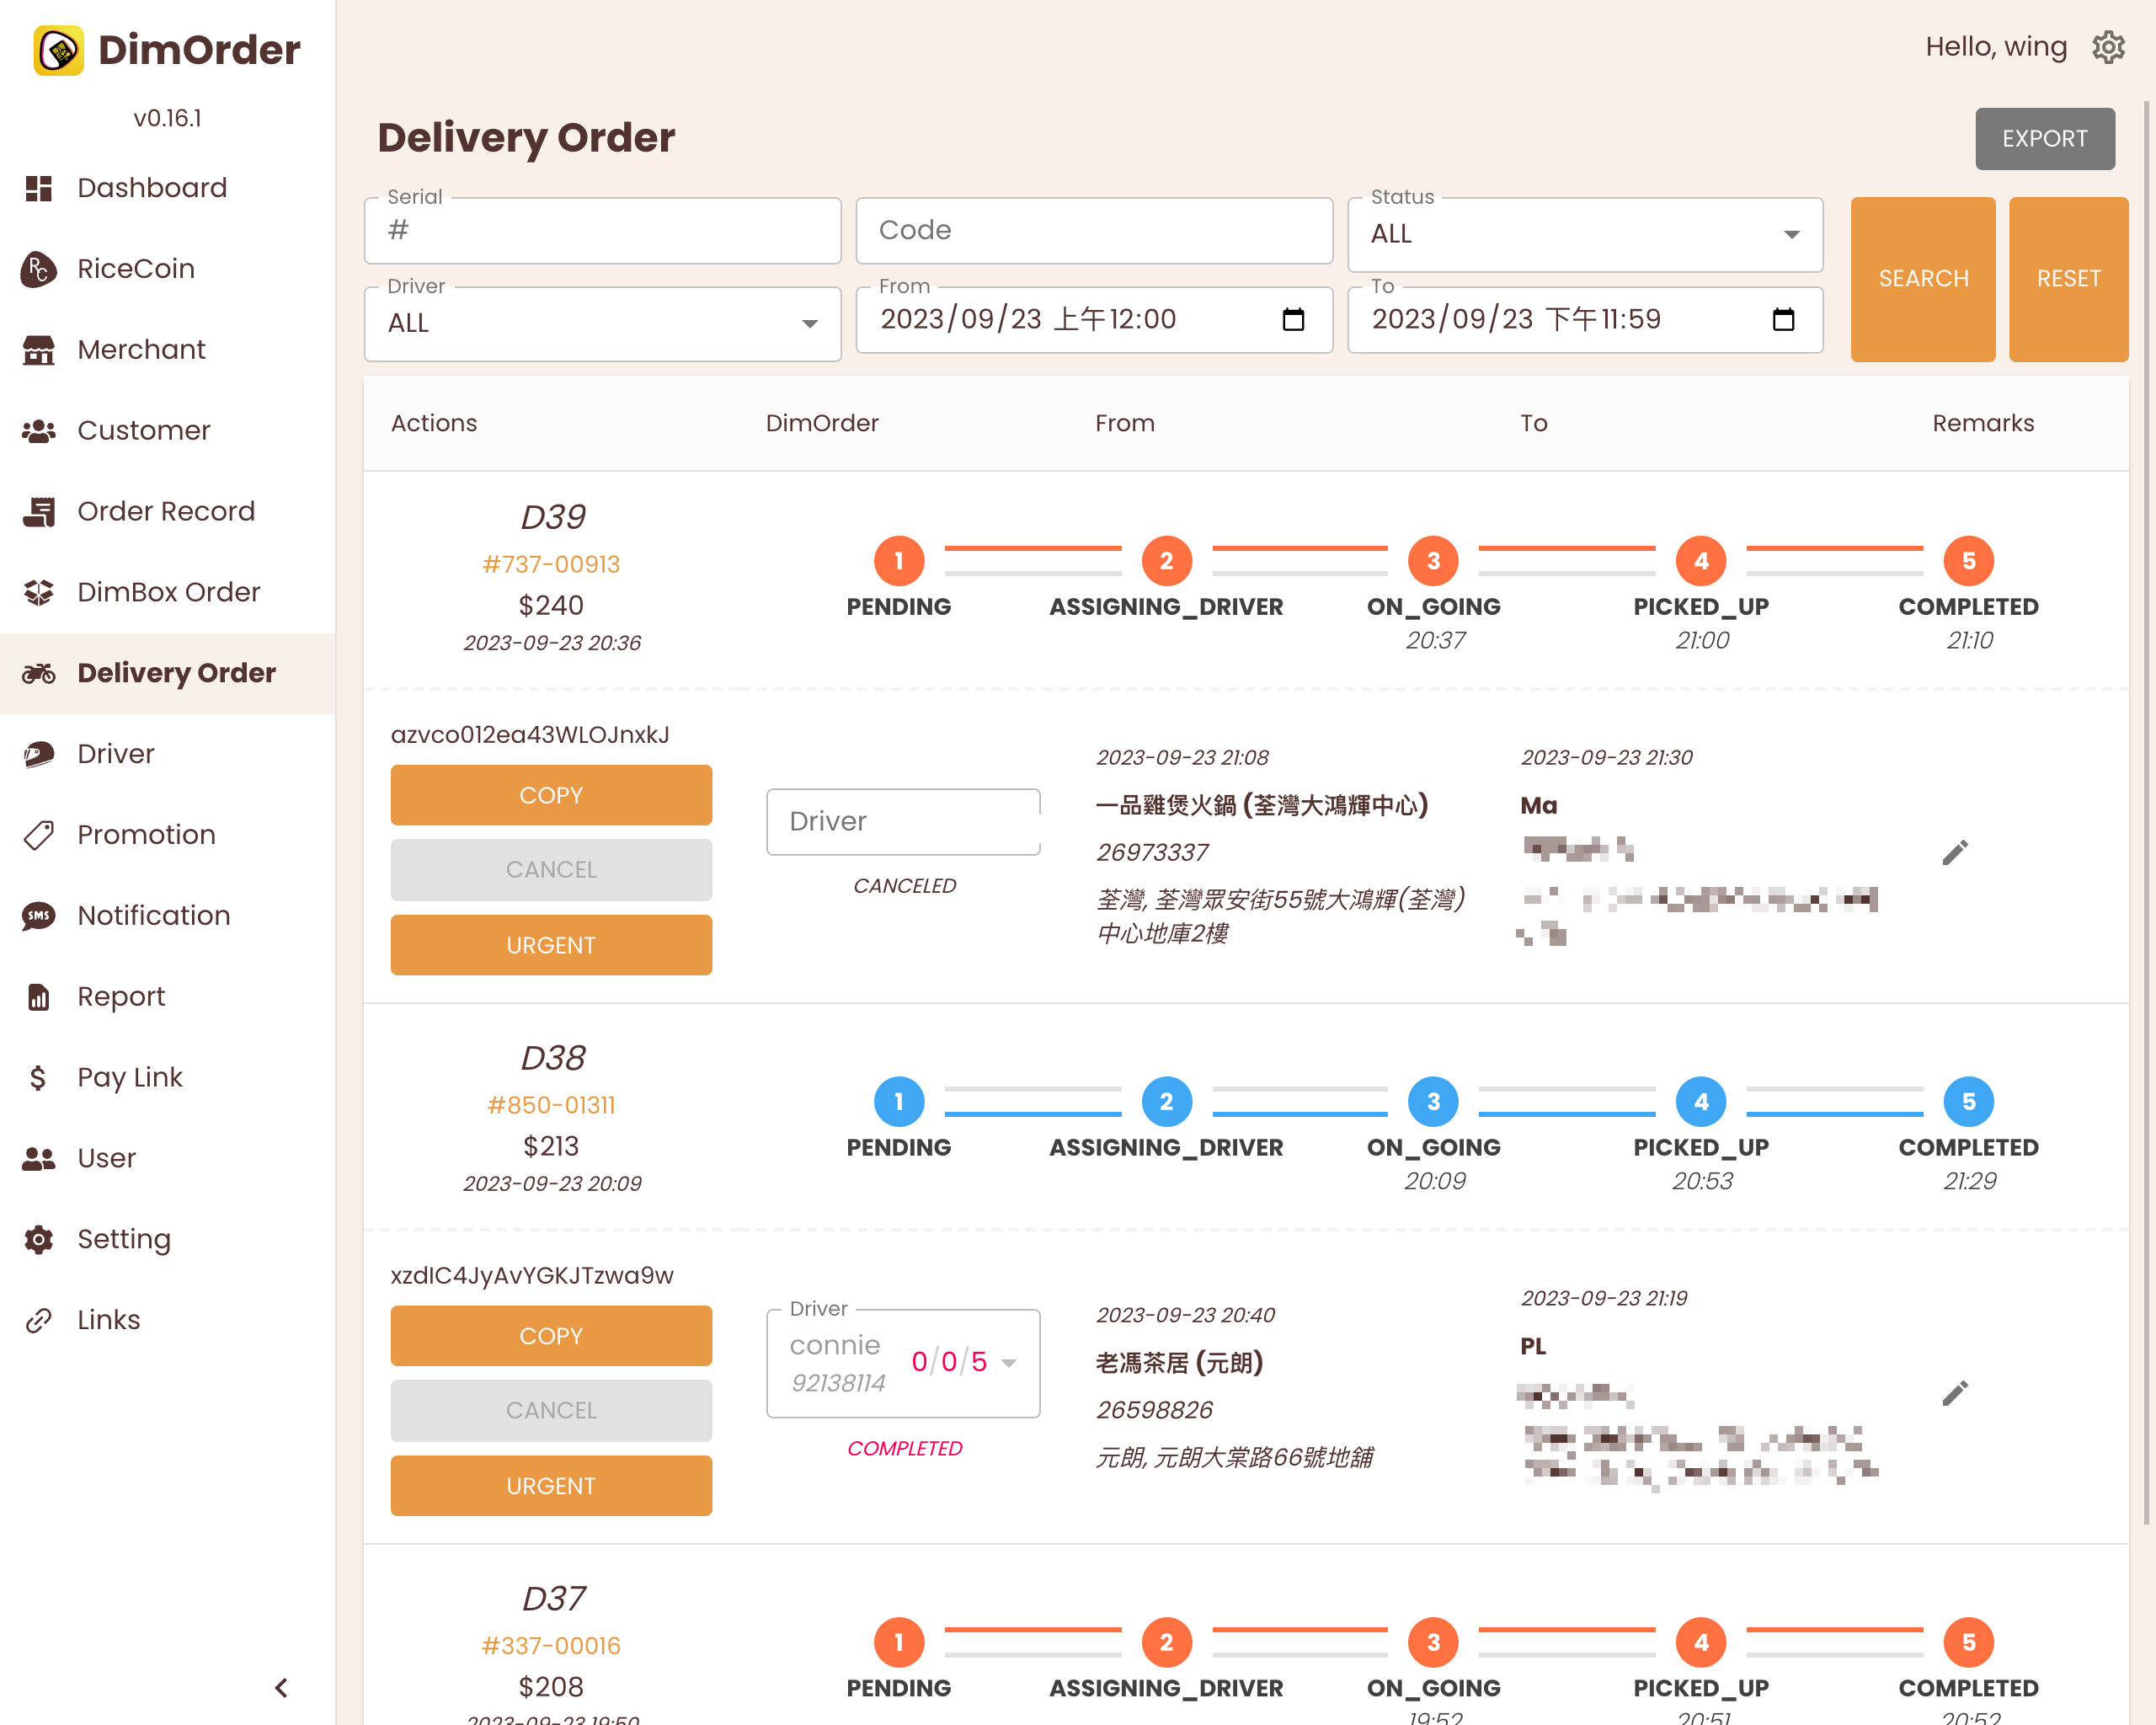 DimOrder
v0.16.1
Dashboard
RiceCoin
Merchant
Customer
Order Record
DimBox Order
Delivery Order
Driver
Promotion
SMS
Notification
Report
Pay Link
User
Setting
Links
Hello, wing
Delivery Order
EXPORT
Serial
#
Code
Status
ALL
SEARCH
RESET
Driver
ALL
From
2023/09/23 上午12:00
To
2023/09/23 下午11:59
Actions DimOrder From To Remarks
D39
#737-00913
$240
2023-09-23 20:36
1 2 3 4 5
PENDING ASSIGNING_DRIVER ON_GOING PICKED_UP COMPLETED
20:37 21:00 21:10
azvco012ea43WLOJnxkJ
COPY
CANCEL
URGENT
Driver
CANCELED
2023-09-23 21:08
一品雞煲火鍋 (荃灣大鴻輝中心)
26973337
荃灣, 荃灣眾安街55號大鴻輝(荃灣)
中心地庫2樓
2023-09-23 21:30
Ma
D38
#850-01311
$213
2023-09-23 20:09
1 2 3 4 5
PENDING ASSIGNING_DRIVER ON_GOING PICKED_UP COMPLETED
20:09 20:53 21:29
xzdIC4JyAvYGKJTzwa9w
COPY
CANCEL
URGENT
Driver
connie
92138114
0/0/5
COMPLETED
2023-09-23 20:40
老馮茶居 (元朗)
26598826
元朗, 元朗大棠路66號地舖
2023-09-23 21:19
PL
D37
#337-00016
$208
2023-09-23 19:50
1 2 3 4 5
PENDING ASSIGNING_DRIVER ON_GOING PICKED_UP COMPLETED
19:52 20:51 20:52